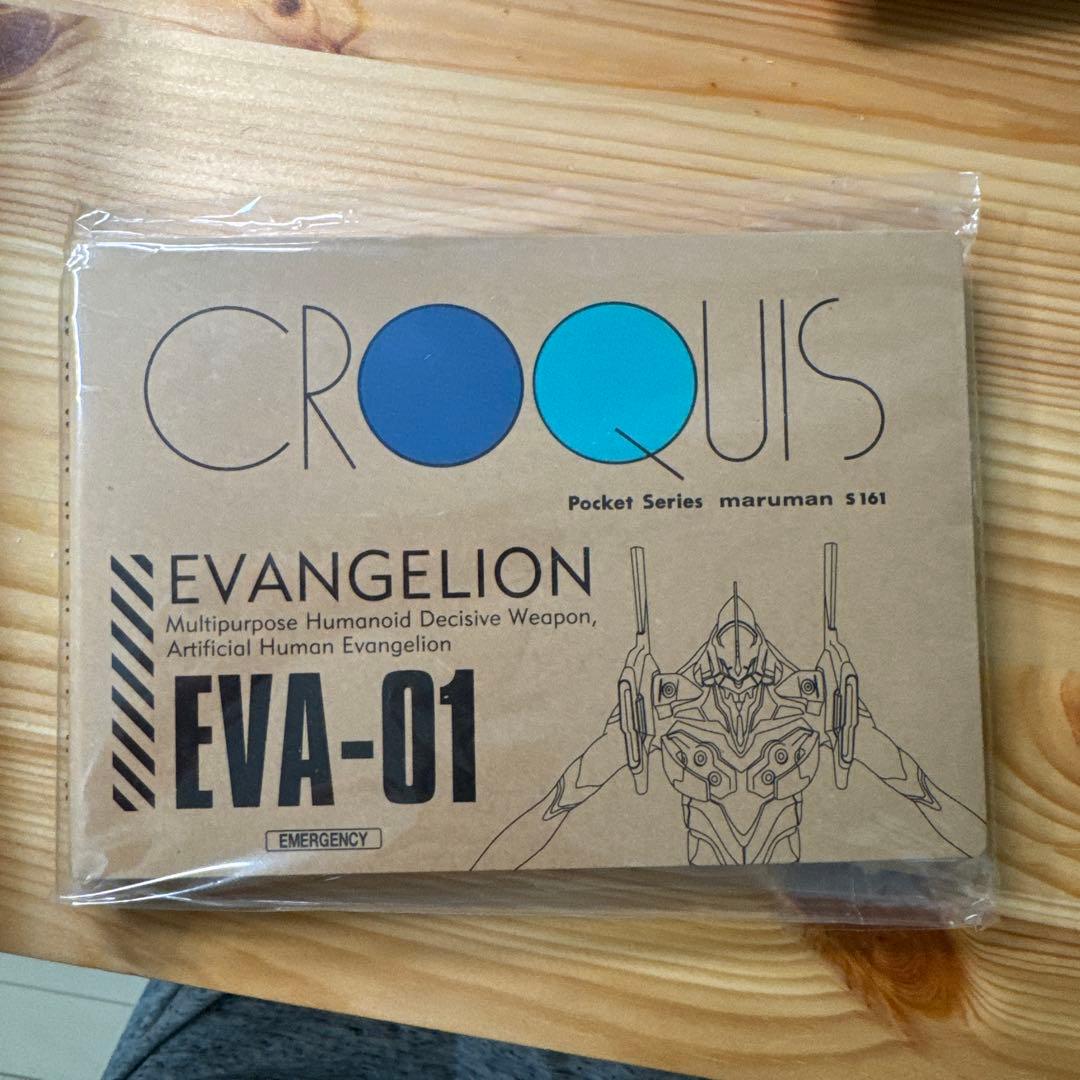 CROQUIS
Pocket Series maruman S161
EVANGELION
Multipurpose Humanoid Decisive Weapon,
Artificial Human Evangelion
EVA-01
EMERGENCY